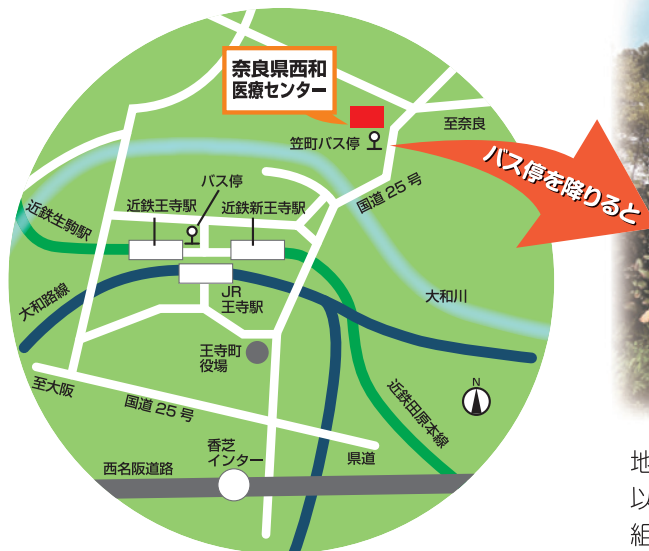 奈良県西和
医療センター
至奈良
笠町バス停
バス停を降りると
国道25号
バス停
近鉄王寺駅
近鉄新王寺駅
近鉄生駒駅
大和路線
JR
王寺駅
大和川
王寺町
役場
N
至大阪
国道25号
近鉄田原本線
香芝
インター
県道
西名阪道路
地
以
組